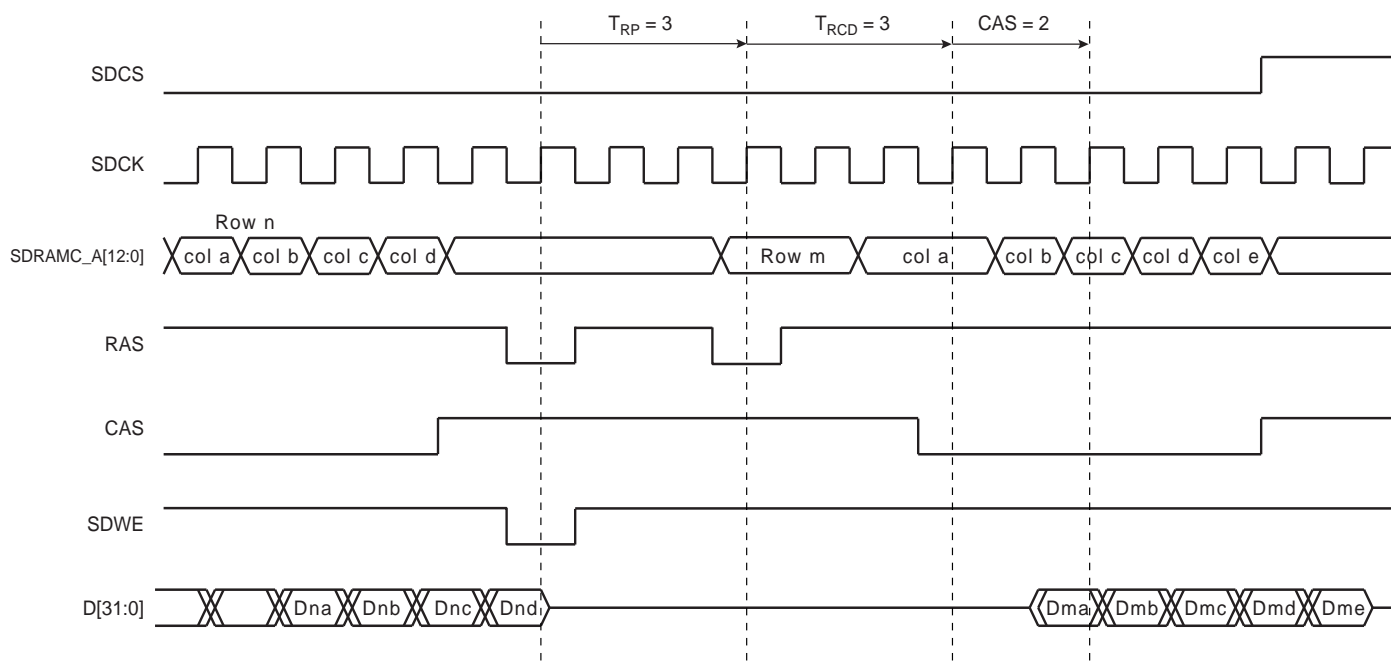 T_RP = 3 T_RCD = 3 CAS = 2
SDCS
SDCK
Row n
SDRAMC_A[12:0] col a col b col c col d Row m col a col b col c col d col e
RAS
CAS
SDWE
D[31:0] Dna Dnb Dnc Dnd Dma Dmb Dmc Dmd Dme